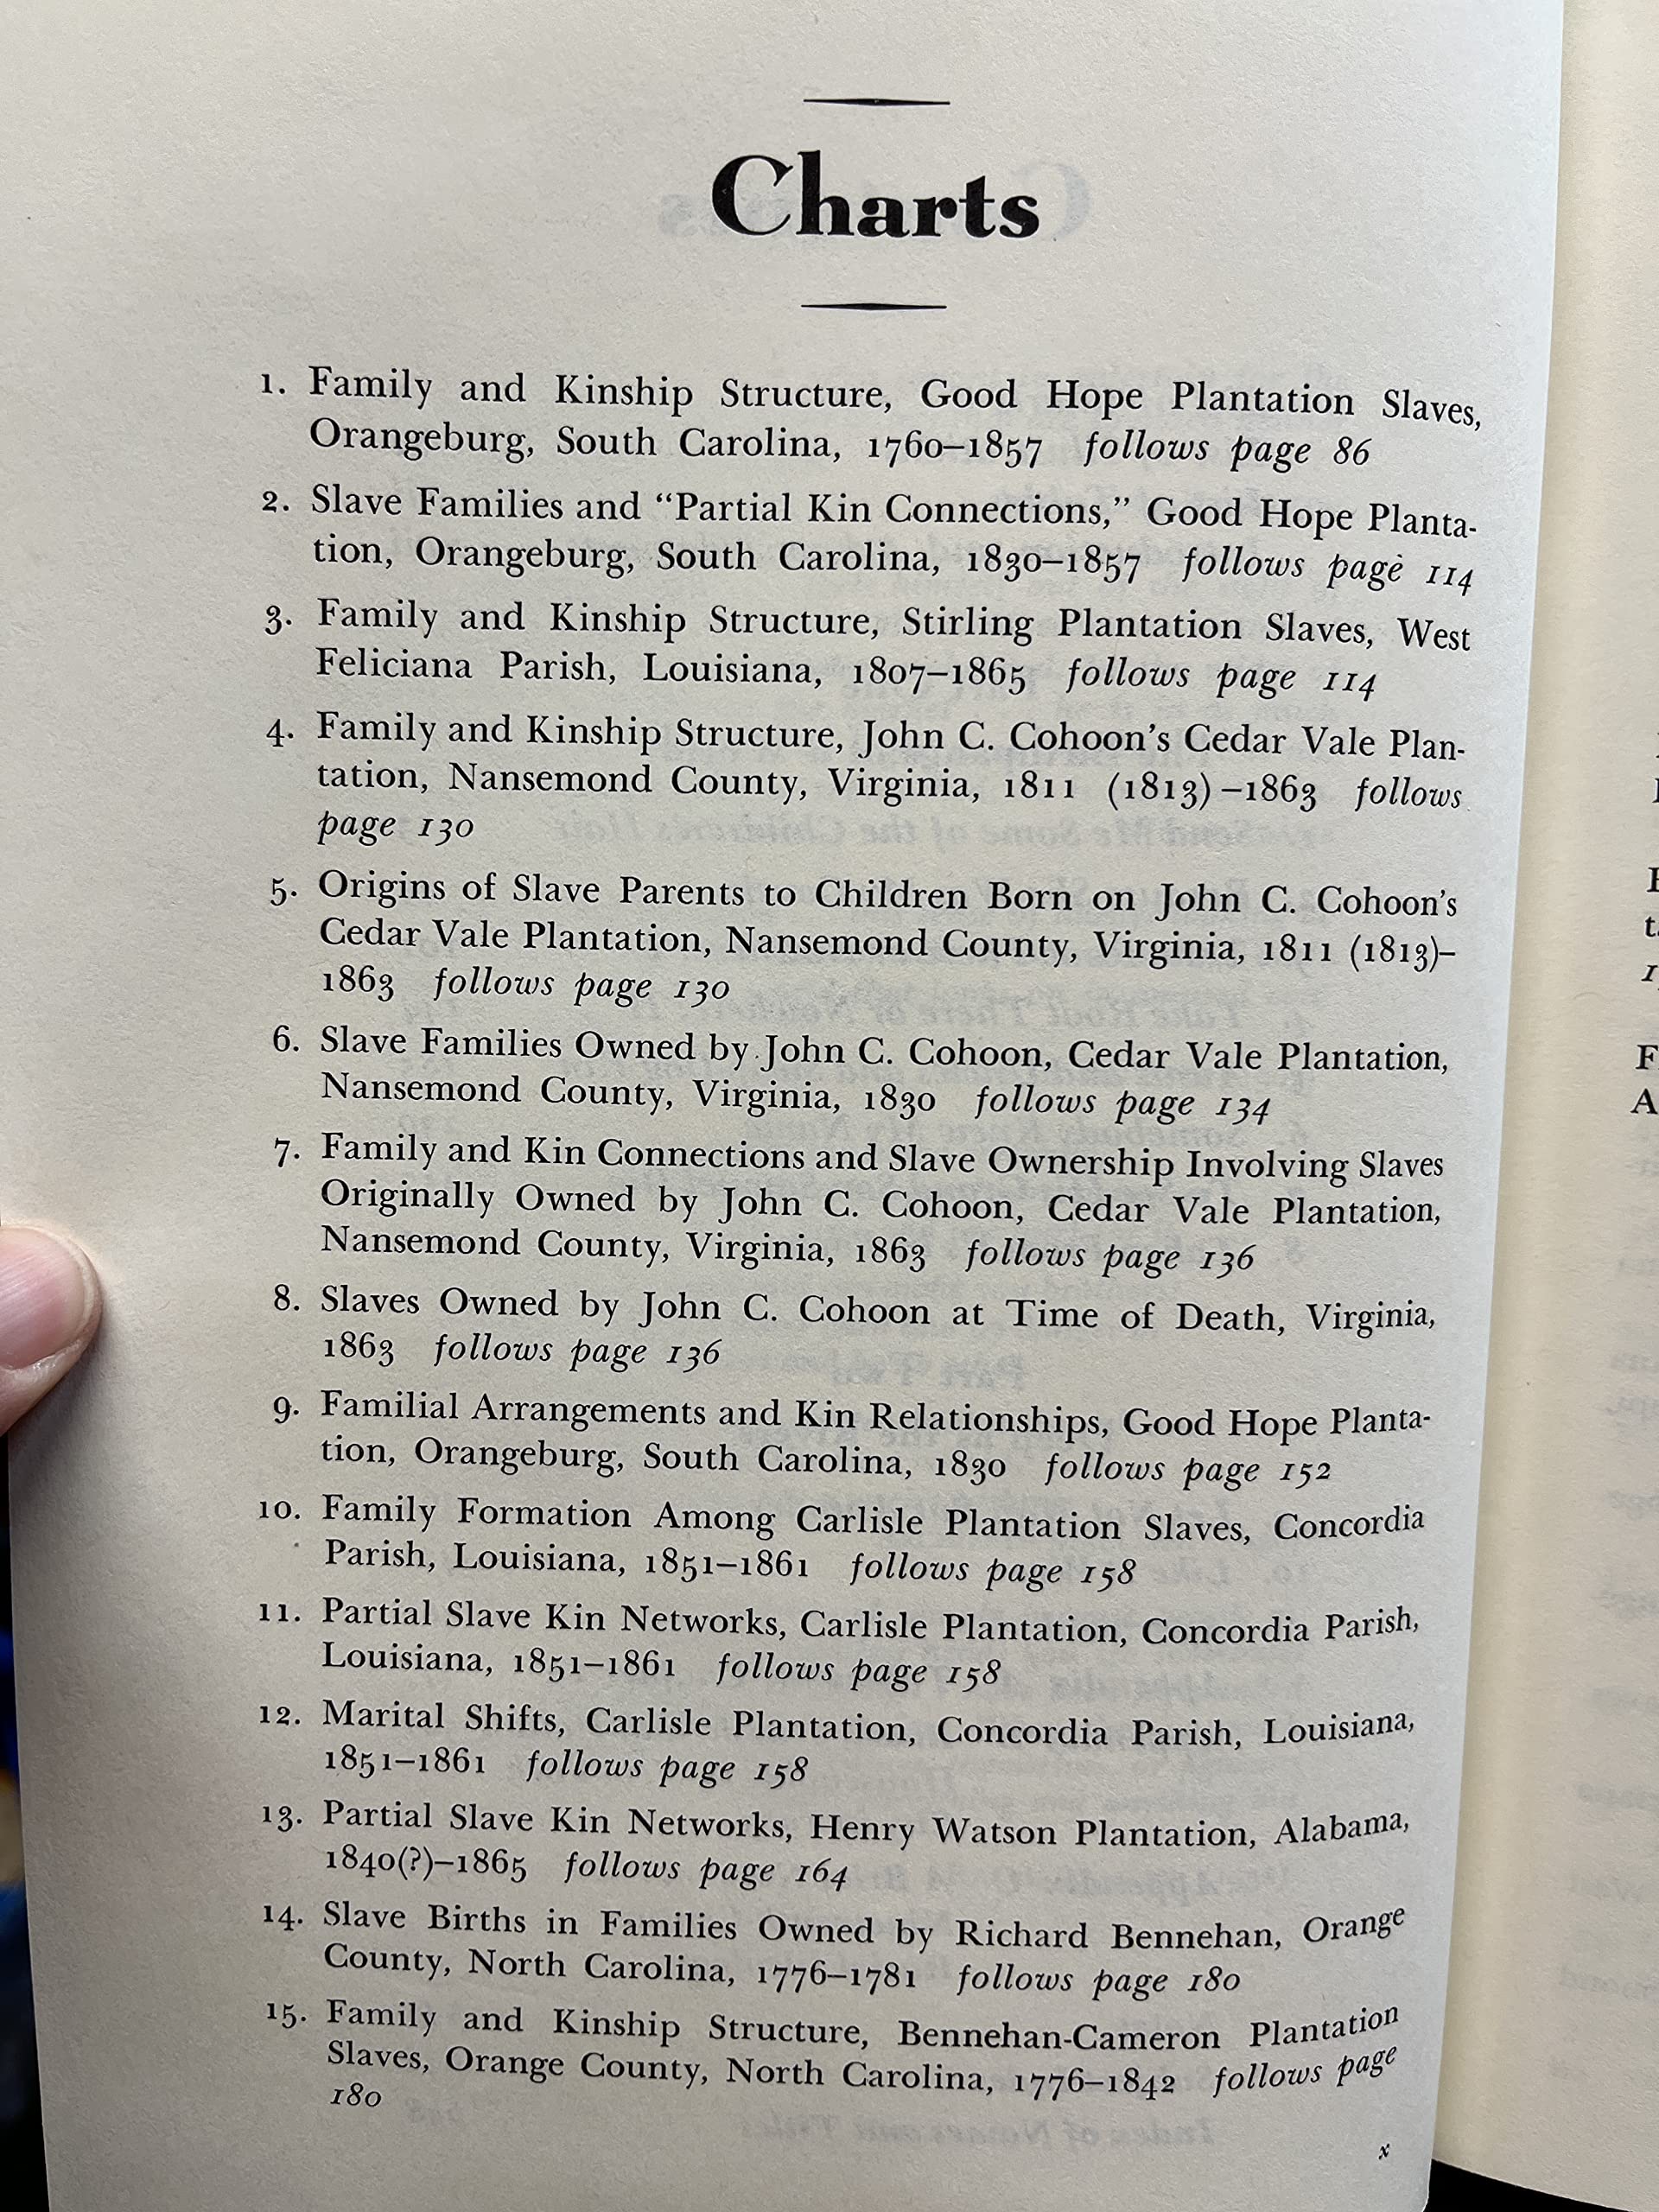 Charts
1. Family and Kinship Structure, Good Hope Plantation Slaves,
Orangeburg, South Carolina, 1760–1857 follows page 86
2. Slave Families and “Partial Kin Connections,” Good Hope Planta-
tion, Orangeburg, South Carolina, 1830–1857 follows page 114
3. Family and Kinship Structure, Stirling Plantation Slaves, West
Feliciana Parish, Louisiana, 1807–1865 follows page 114
4. Family and Kinship Structure, John C. Cohoon’s Cedar Vale Plan-
tation, Nansemond County, Virginia, 1811 (1813)–1863 follows
page 130
5. Origins of Slave Parents to Children Born on John C. Cohoon’s
Cedar Vale Plantation, Nansemond County, Virginia, 1811 (1813)–
1863 follows page 130
6. Slave Families Owned by John C. Cohoon, Cedar Vale Plantation,
Nansemond County, Virginia, 1830 follows page 134
7. Family and Kin Connections and Slave Ownership Involving Slaves
Originally Owned by John C. Cohoon, Cedar Vale Plantation,
Nansemond County, Virginia, 1863 follows page 136
8. Slaves Owned by John C. Cohoon at Time of Death, Virginia,
1863 follows page 136
9. Familial Arrangements and Kin Relationships, Good Hope Planta-
tion, Orangeburg, South Carolina, 1830 follows page 152
10. Family Formation Among Carlisle Plantation Slaves, Concordia
Parish, Louisiana, 1851–1861 follows page 158
11. Partial Slave Kin Networks, Carlisle Plantation, Concordia Parish,
Louisiana, 1851–1861 follows page 158
12. Marital Shifts, Carlisle Plantation, Concordia Parish, Louisiana,
1851–1861 follows page 158
13. Partial Slave Kin Networks, Henry Watson Plantation, Alabama,
1840(?)–1865 follows page 164
14. Slave Births in Families Owned by Richard Bennehan, Orange
County, North Carolina, 1776–1781 follows page 180
15. Family and Kinship Structure, Bennehan-Cameron Plantation
Slaves, Orange County, North Carolina, 1776–1842 follows page
180
x